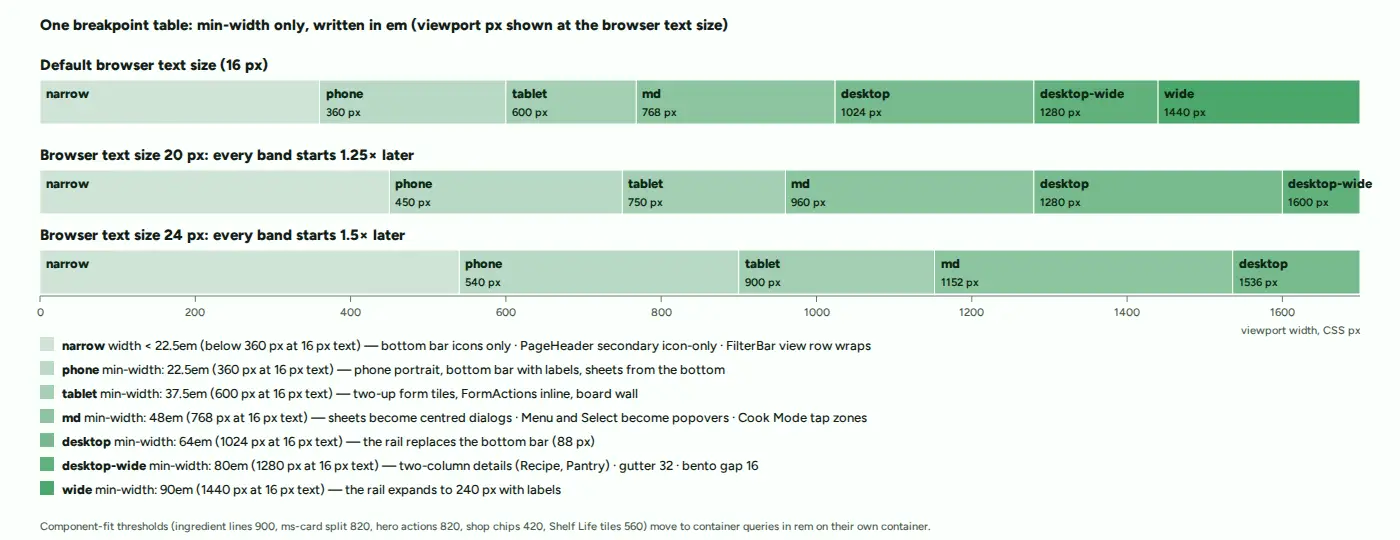 One breakpoint table: min-width only, written in em (viewport px shown at the browser text size)
Default browser text size (16 px)
narrow phone tablet md desktop desktop-wide wide
360 px 600 px 768 px 1024 px 1280 px 1440 px
Browser text size 20 px: every band starts 1.25× later
narrow phone tablet md desktop desktop-wide
450 px 750 px 960 px 1280 px 1600 px
Browser text size 24 px: every band starts 1.5× later
narrow phone tablet md desktop
540 px 900 px 1152 px 1536 px
0 200 400 600 800 1000 1200 1400 1600
viewport width, CSS px
narrow width < 22.5em (below 360 px at 16 px text) — bottom bar icons only · PageHeader secondary icon-only · FilterBar view row wraps
phone min-width: 22.5em (360 px at 16 px text) — phone portrait, bottom bar with labels, sheets from the bottom
tablet min-width: 37.5em (600 px at 16 px text) — two-up form tiles, FormActions inline, board wall
md min-width: 48em (768 px at 16 px text) — sheets become centred dialogs · Menu and Select become popovers · Cook Mode tap zones
desktop min-width: 64em (1024 px at 16 px text) — the rail replaces the bottom bar (88 px)
desktop-wide min-width: 80em (1280 px at 16 px text) — two-column details (Recipe, Pantry) · gutter 32 · bento gap 16
wide min-width: 90em (1440 px at 16 px text) — the rail expands to 240 px with labels
Component-fit thresholds (ingredient lines 900, ms-card split 820, hero actions 820, shop chips 420, Shelf Life tiles 560) move to container queries in rem on their own container.